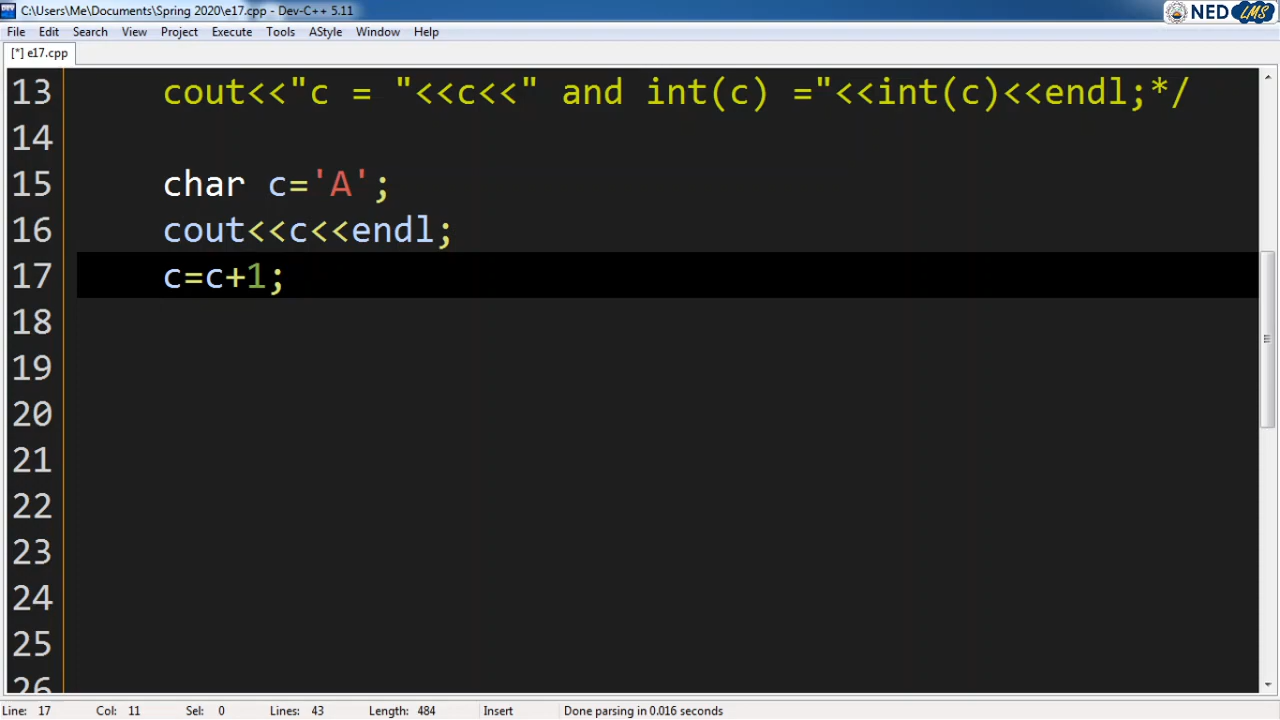 C:\Users\Me\Documents\Spring 2020\e17.cpp - Dev-C++ 5.11
NED LMS
File Edit Search View Project Execute Tools AStyle Window Help
[*] e17.cpp
13 cout<<"c = "<<c<<" and int(c) ="<<int(c)<<endl;*/
14
15 char c='A';
16 cout<<c<<endl;
17 c=c+1;
18
19
20
21
22
23
24
25
26
Line: 17 Col: 11 Sel: 0 Lines: 43 Length: 484 Insert Done parsing in 0.016 seconds